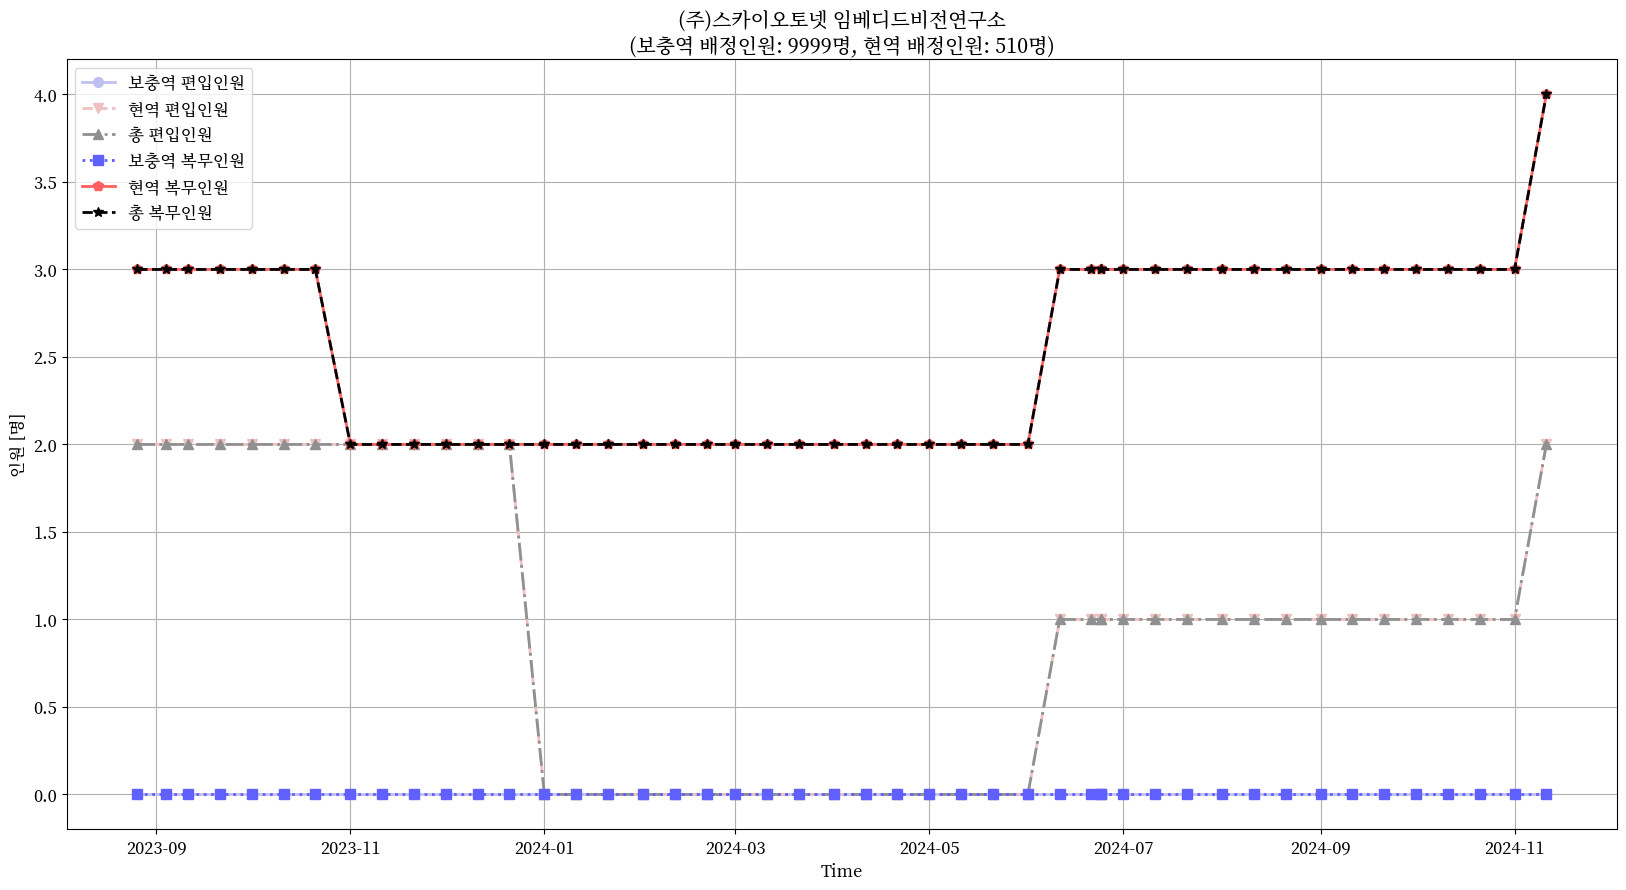 (주)스카이오토넷 임베디드비전연구소
(보충역 배정인원: 9999명, 현역 배정인원: 510명)
보충역 편입인원
현역 편입인원
총 편입인원
보충역 복무인원
현역 복무인원
총 복무인원
4.0
3.5
3.0
2.5
2.0
1.5
1.0
0.5
0.0
인원 [명]
2023-09 2023-11 2024-01 2024-03 2024-05 2024-07 2024-09 2024-11
Time